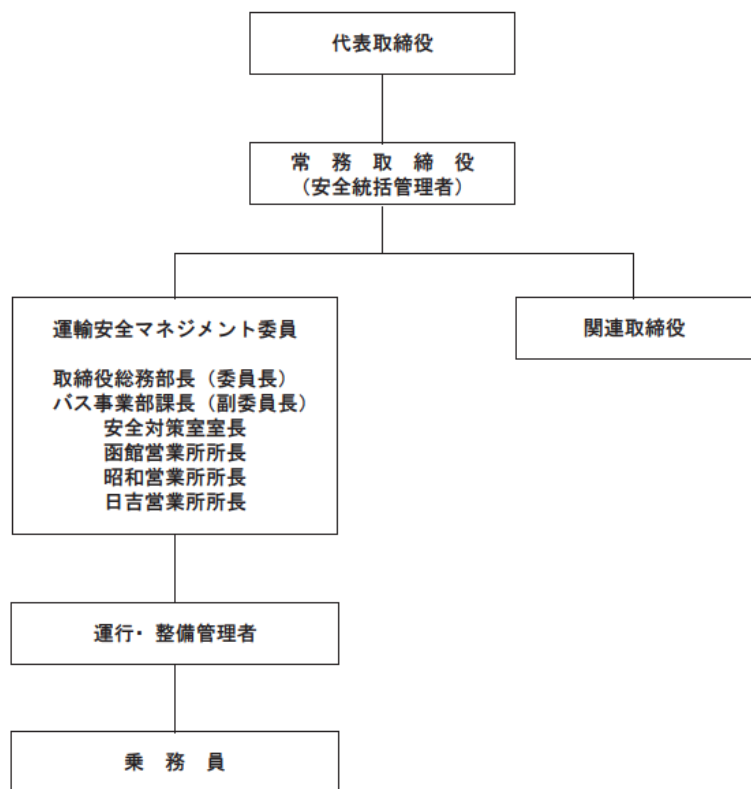 代表取締役
常　務　取　締　役
（安全統括管理者）
運輸安全マネジメント委員
関連取締役
取締役総務部長（委員長）
バス事業部課長（副委員長）
安全対策室室長
函館営業所所長
昭和営業所所長
日吉営業所所長
運行・整備管理者
乗　務　員